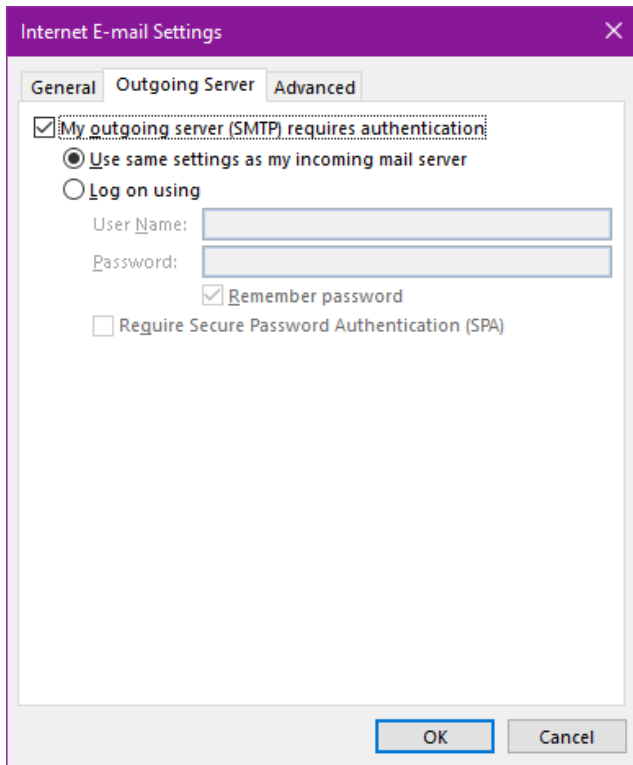 Internet E-mail Settings
General Outgoing Server Advanced
My outgoing server (SMTP) requires authentication
Use same settings as my incoming mail server
Log on using
User Name:
Password:
Remember password
Require Secure Password Authentication (SPA)
OK Cancel